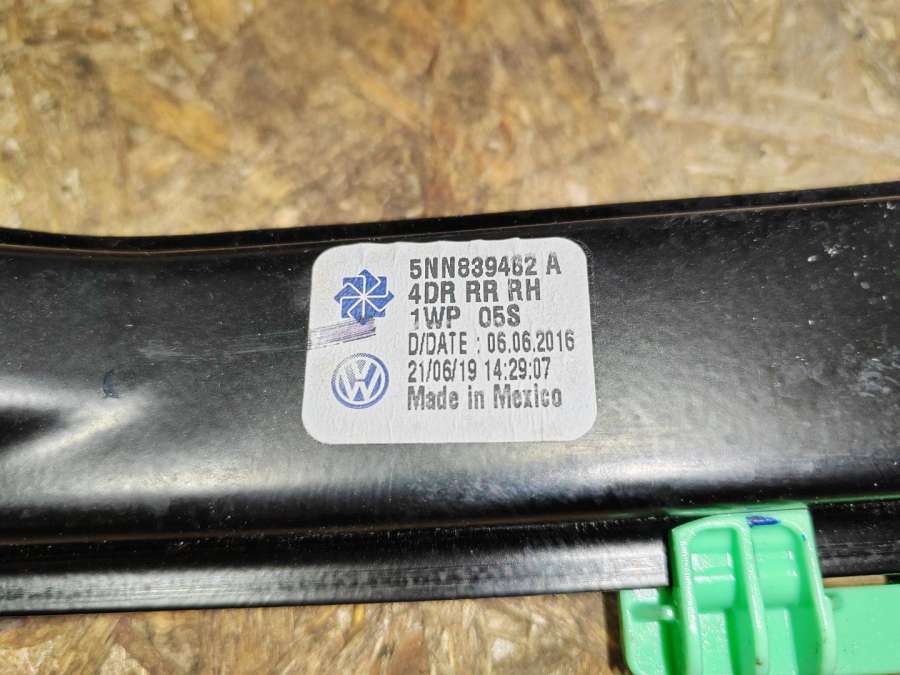 5NN839462 A
4DR RR RH
1WP 05S
D/DATE : 06.06.2016
21/06/19 14:29:07
Made in Mexico